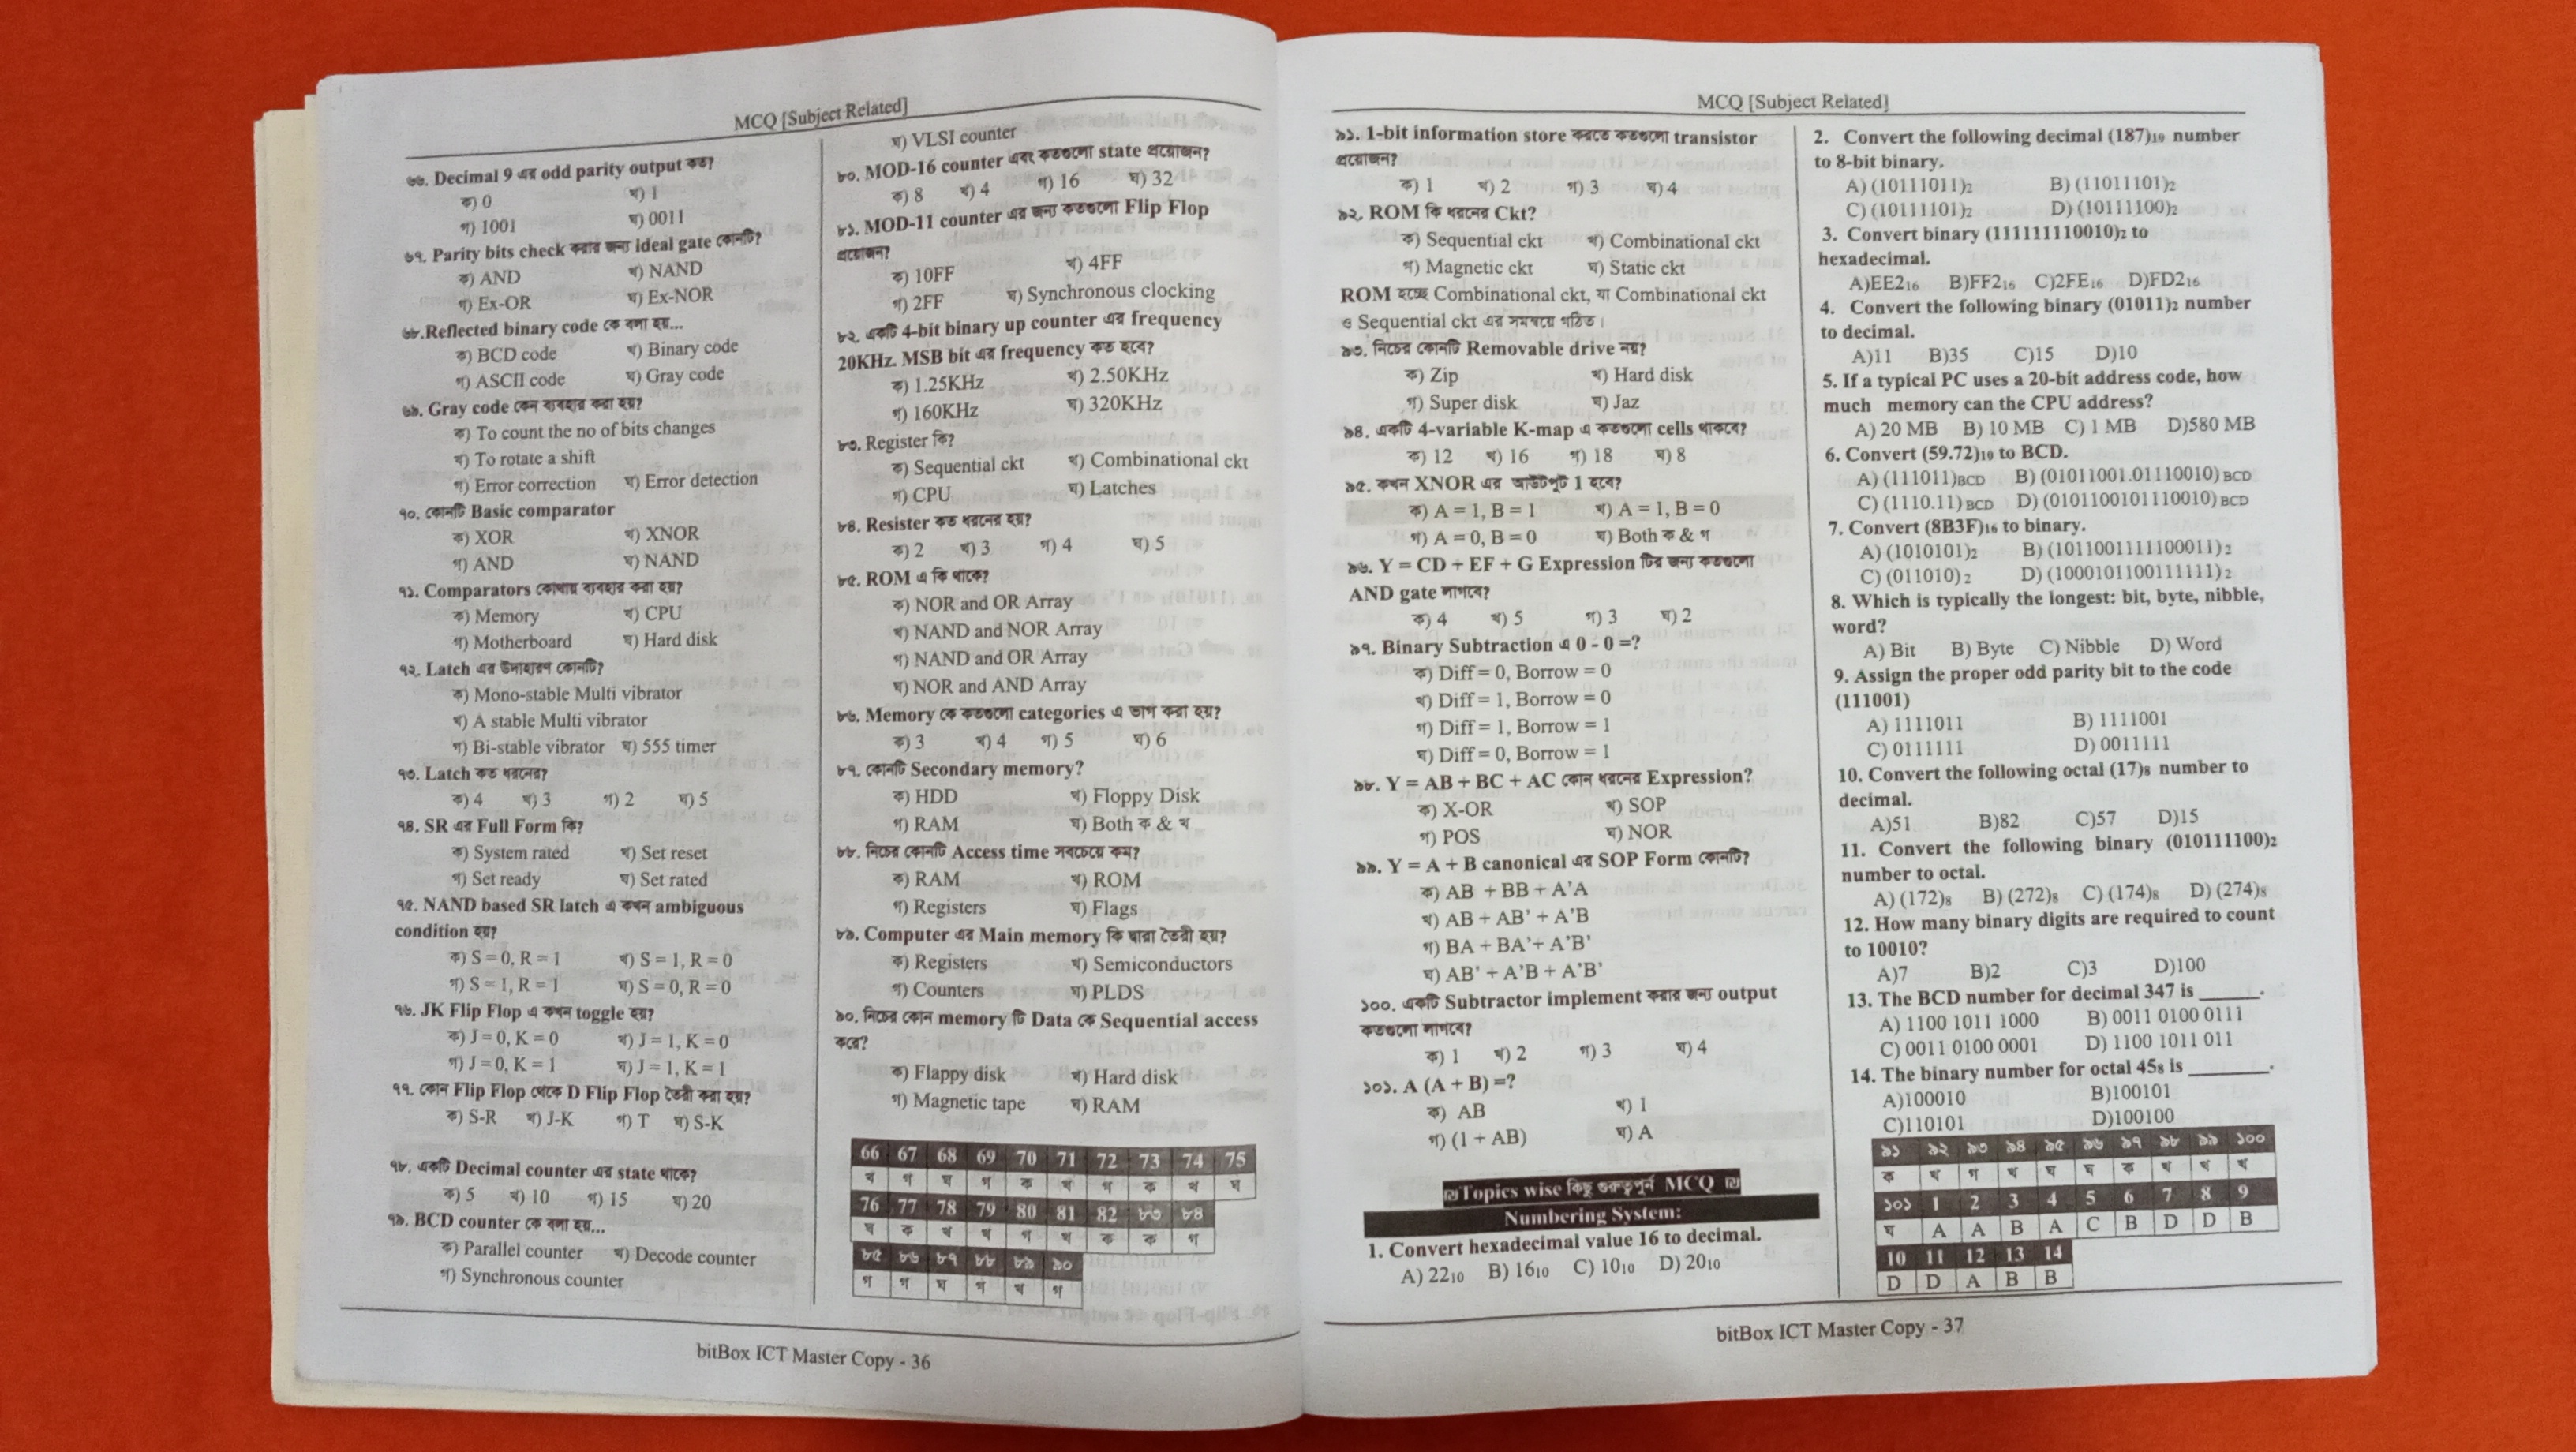 MCQ [Subject Related]
৬৬. Decimal 9 এর odd parity output কত?
ক) 0 খ) 1
গ) 1001 ঘ) 0011
৬৭. Parity bits check করার জন্য ideal gate কোনটি?
ক) AND খ) NAND
গ) Ex-OR ঘ) Ex-NOR
৬৮.Reflected binary code কে বলা হয়...
ক) BCD code খ) Binary code
গ) ASCII code ঘ) Gray code
৬৯. Gray code কেন ব্যবহার করা হয়?
ক) To count the no of bits changes
খ) To rotate a shift
গ) Error correction ঘ) Error detection
৭০. কোনটি Basic comparator
ক) XOR খ) XNOR
গ) AND ঘ) NAND
৭১. Comparators কোথায় ব্যবহার করা হয়?
ক) Memory খ) CPU
গ) Motherboard ঘ) Hard disk
৭২. Latch এর উদাহারণ কোনটি?
ক) Mono-stable Multi vibrator
খ) A stable Multi vibrator
গ) Bi-stable vibrator ঘ) 555 timer
৭৩. Latch কত ধরনের?
ক) 4 খ) 3 গ) 2 ঘ) 5
৭৪. SR এর Full Form কি?
ক) System rated খ) Set reset
গ) Set ready ঘ) Set rated
৭৫. NAND based SR latch এ কখন ambiguous
condition হয়?
ক) S = 0, R = 1 খ) S = 1, R = 0
গ) S = 1, R = 1 ঘ) S = 0, R = 0
৭৬. JK Flip Flop এ কখন toggle হয়?
ক) J = 0, K = 0 খ) J = 1, K = 0
গ) J = 0, K = 1 ঘ) J = 1, K = 1
৭৭. কোন Flip Flop থেকে D Flip Flop তৈরী করা হয়?
ক) S-R খ) J-K গ) T ঘ) S-K
৭৮. একটি Decimal counter এর state থাকে?
ক) 5 খ) 10 গ) 15 ঘ) 20
৭৯. BCD counter কে বলা হয়...
ক) Parallel counter খ) Decode counter
গ) Synchronous counter
ঘ) VLSI counter
৮০. MOD-16 counter এবং কতগুলো state প্রয়োজন?
ক) 8 খ) 4 গ) 16 ঘ) 32
৮১. MOD-11 counter এর জন্য কতগুলো Flip Flop
প্রয়োজন?
ক) 10FF খ) 4FF
গ) 2FF ঘ) Synchronous clocking
৮২. একটি 4-bit binary up counter এর frequency
20KHz. MSB bit এর frequency কত হবে?
ক) 1.25KHz খ) 2.50KHz
গ) 160KHz ঘ) 320KHz
৮৩. Register কি?
ক) Sequential ckt খ) Combinational ckt
গ) CPU ঘ) Latches
৮৪. Resister কত ধরনের হয়?
ক) 2 খ) 3 গ) 4 ঘ) 5
৮৫. ROM এ কি থাকে?
ক) NOR and OR Array
খ) NAND and NOR Array
গ) NAND and OR Array
ঘ) NOR and AND Array
৮৬. Memory কে কতগুলো categories এ ভাগ করা হয়?
ক) 3 খ) 4 গ) 5 ঘ) 6
৮৭. কোনটি Secondary memory?
ক) HDD খ) Floppy Disk
গ) RAM ঘ) Both ক & খ
৮৮. নিচের কোনটি Access time সবচেয়ে কম?
ক) RAM খ) ROM
গ) Registers ঘ) Flags
৮৯. Computer এর Main memory কি দ্বারা তৈরী হয়?
ক) Registers খ) Semiconductors
গ) Counters ঘ) PLDS
৯০. নিচের কোন memory টি Data কে Sequential access
করে?
ক) Flappy disk খ) Hard disk
গ) Magnetic tape ঘ) RAM
66 67 68 69 70 71 72 73 74 75
খ গ ঘ গ ক খ গ ক খ ঘ
76 77 78 79 80 81 82 ৮৩ ৮৪
ঘ ক খ খ গ খ ক ক গ
৮৫ ৮৬ ৮৭ ৮৮ ৮৯ ৯০
গ গ ঘ গ খ গ
bitBox ICT Master Copy - 36
MCQ [Subject Related]
৯১. 1-bit information store করতে কতগুলো transistor
প্রয়োজন?
ক) 1 খ) 2 গ) 3 ঘ) 4
৯২. ROM কি ধরনের Ckt?
ক) Sequential ckt খ) Combinational ckt
গ) Magnetic ckt ঘ) Static ckt
ROM হচ্ছে Combinational ckt, যা Combinational ckt
ও Sequential ckt এর সমন্বয়ে গঠিত।
৯৩. নিচের কোনটি Removable drive নয়?
ক) Zip খ) Hard disk
গ) Super disk ঘ) Jaz
৯৪. একটি 4-variable K-map এ কতগুলো cells থাকবে?
ক) 12 খ) 16 গ) 18 ঘ) 8
৯৫. কখন XNOR এর আউটপুট 1 হবে?
ক) A = 1, B = 1 খ) A = 1, B = 0
গ) A = 0, B = 0 ঘ) Both ক & গ
৯৬. Y = CD + EF + G Expression টির জন্য কতগুলো
AND gate লাগবে?
ক) 4 খ) 5 গ) 3 ঘ) 2
৯৭. Binary Subtraction এ 0 - 0 =?
ক) Diff = 0, Borrow = 0
খ) Diff = 1, Borrow = 0
গ) Diff = 1, Borrow = 1
ঘ) Diff = 0, Borrow = 1
৯৮. Y = AB + BC + AC কোন ধরনের Expression?
ক) X-OR খ) SOP
গ) POS ঘ) NOR
৯৯. Y = A + B canonical এর SOP Form কোনটি?
ক) AB + BB + A'A
খ) AB + AB' + A'B
গ) BA + BA'+ A'B'
ঘ) AB' + A'B + A'B'
১০০. একটি Subtractor implement করার জন্য output
কতগুলো লাগবে?
ক) 1 খ) 2 গ) 3 ঘ) 4
১০১. A (A + B) =?
ক) AB খ) 1
গ) (1 + AB) ঘ) A
Topics wise কিছু গুরুত্বপূর্ন MCQ
Numbering System:
1. Convert hexadecimal value 16 to decimal.
A) 22₁₀ B) 16₁₀ C) 10₁₀ D) 20₁₀
2. Convert the following decimal (187)₁₀ number
to 8-bit binary.
A) (10111011)₂ B) (11011101)₂
C) (10111101)₂ D) (10111100)₂
3. Convert binary (111111110010)₂ to
hexadecimal.
A)EE2₁₆ B)FF2₁₆ C)2FE₁₆ D)FD2₁₆
4. Convert the following binary (01011)₂ number
to decimal.
A)11 B)35 C)15 D)10
5. If a typical PC uses a 20-bit address code, how
much memory can the CPU address?
A) 20 MB B) 10 MB C) 1 MB D)580 MB
6. Convert (59.72)₁₀ to BCD.
A) (111011)BCD B) (01011001.01110010) BCD
C) (1110.11) BCD D) (0101100101110010) BCD
7. Convert (8B3F)₁₆ to binary.
A) (1010101)₂ B) (1011001111100011) ₂
C) (011010) ₂ D) (1000101100111111) ₂
8. Which is typically the longest: bit, byte, nibble,
word?
A) Bit B) Byte C) Nibble D) Word
9. Assign the proper odd parity bit to the code
(111001)
A) 1111011 B) 1111001
C) 0111111 D) 0011111
10. Convert the following octal (17)₈ number to
decimal.
A)51 B)82 C)57 D)15
11. Convert the following binary (010111100)₂
number to octal.
A) (172)₈ B) (272)₈ C) (174)₈ D) (274)₈
12. How many binary digits are required to count
to 10010?
A)7 B)2 C)3 D)100
13. The BCD number for decimal 347 is ______.
A) 1100 1011 1000 B) 0011 0100 0111
C) 0011 0100 0001 D) 1100 1011 011
14. The binary number for octal 45₈ is ________.
A)100010 B)100101
C)110101 D)100100
৯১ ৯২ ৯৩ ৯৪ ৯৫ ৯৬ ৯৭ ৯৮ ৯৯ ১০০
ক খ গ খ ঘ ঘ ক খ খ খ
১০১ 1 2 3 4 5 6 7 8 9
ঘ A A B A C B D D B
10 11 12 13 14
D D A B B
bitBox ICT Master Copy - 37